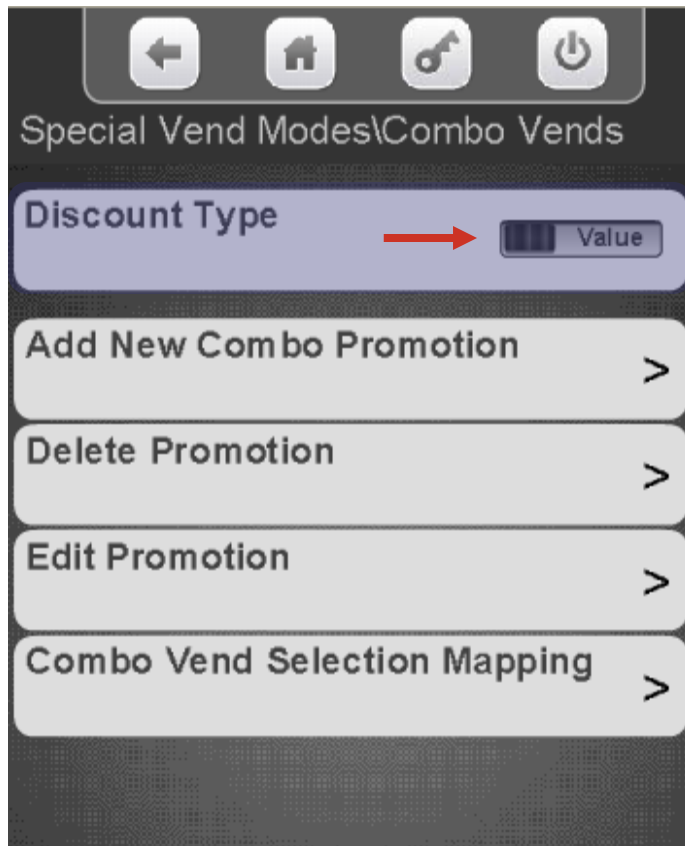 Special Vend Modes\Combo Vends
Discount Type
Value
Add New Combo Promotion
>
Delete Promotion
>
Edit Promotion
>
Combo Vend Selection Mapping
>